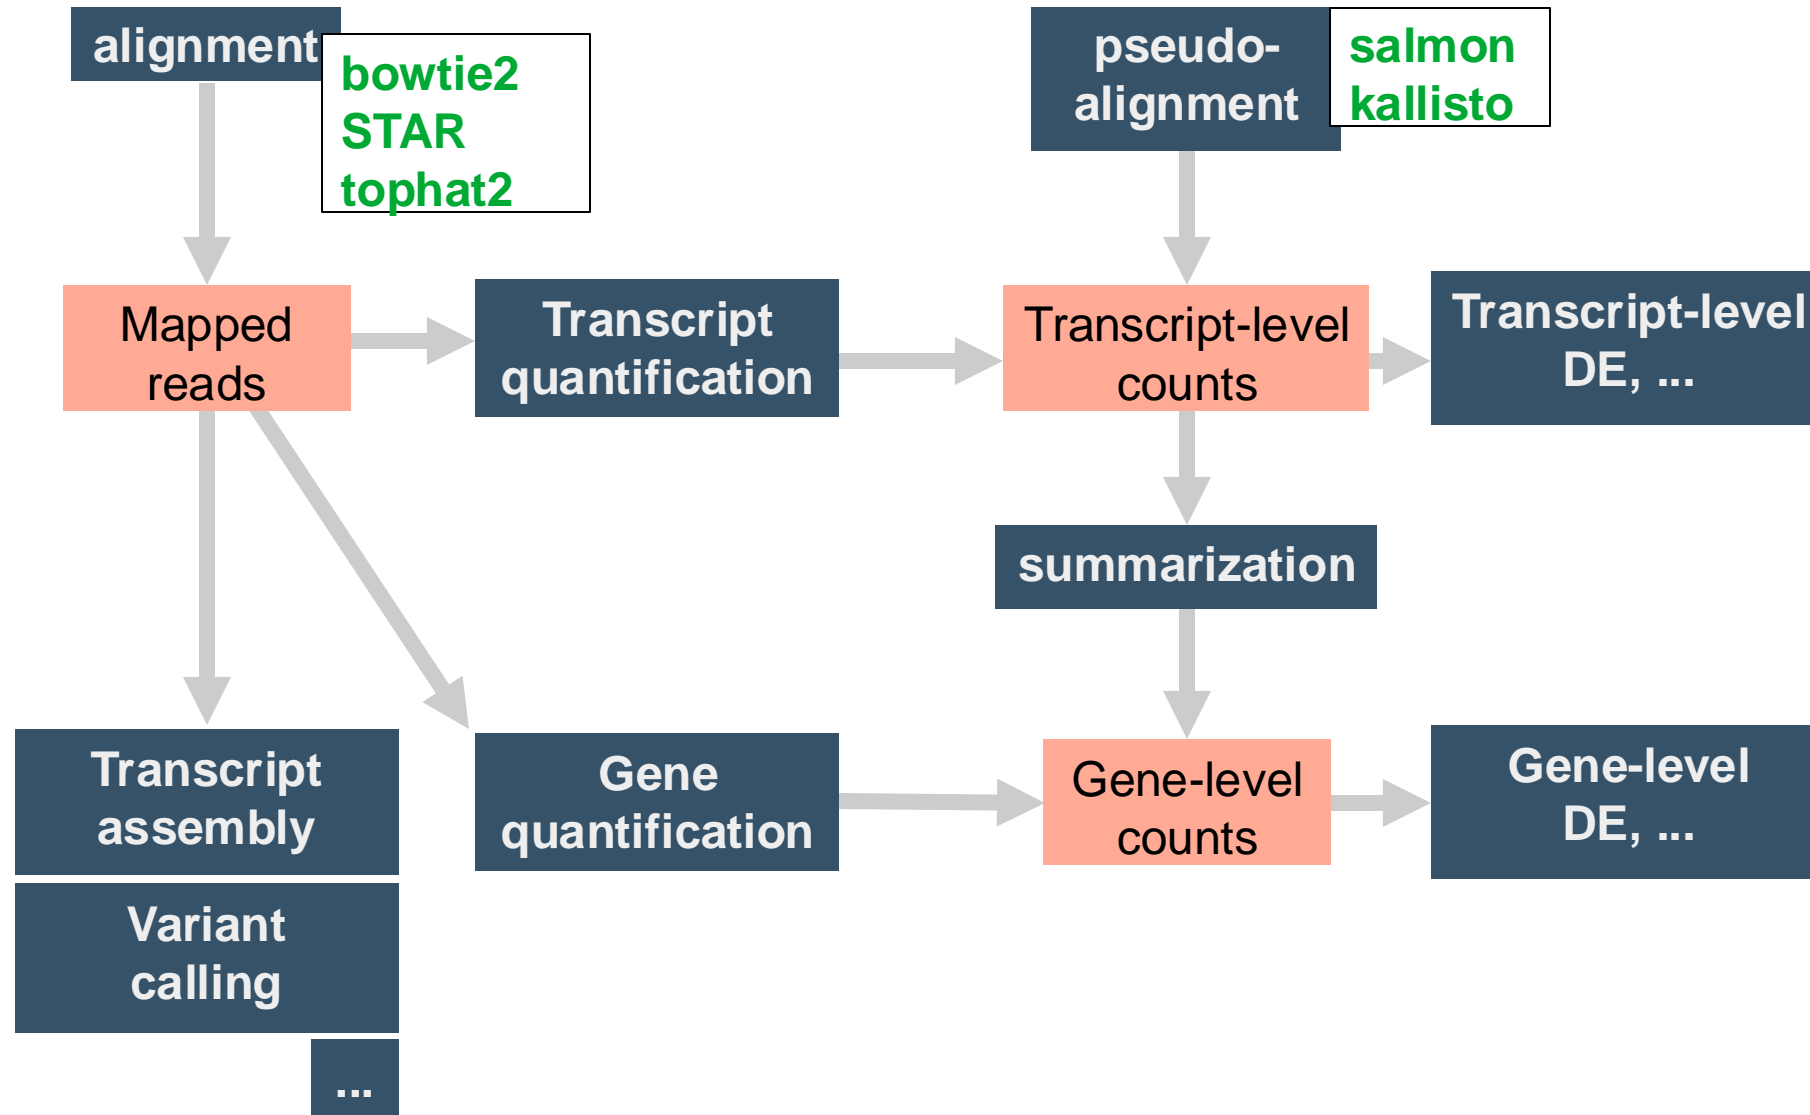 alignment
bowtie2
STAR
tophat2
pseudo-
alignment
salmon
kallisto
Mapped
reads
Transcript
quantification
Transcript-level
counts
Transcript-level
DE, ...
summarization
Transcript
assembly
Gene
quantification
Gene-level
counts
Gene-level
DE, ...
Variant
calling
...